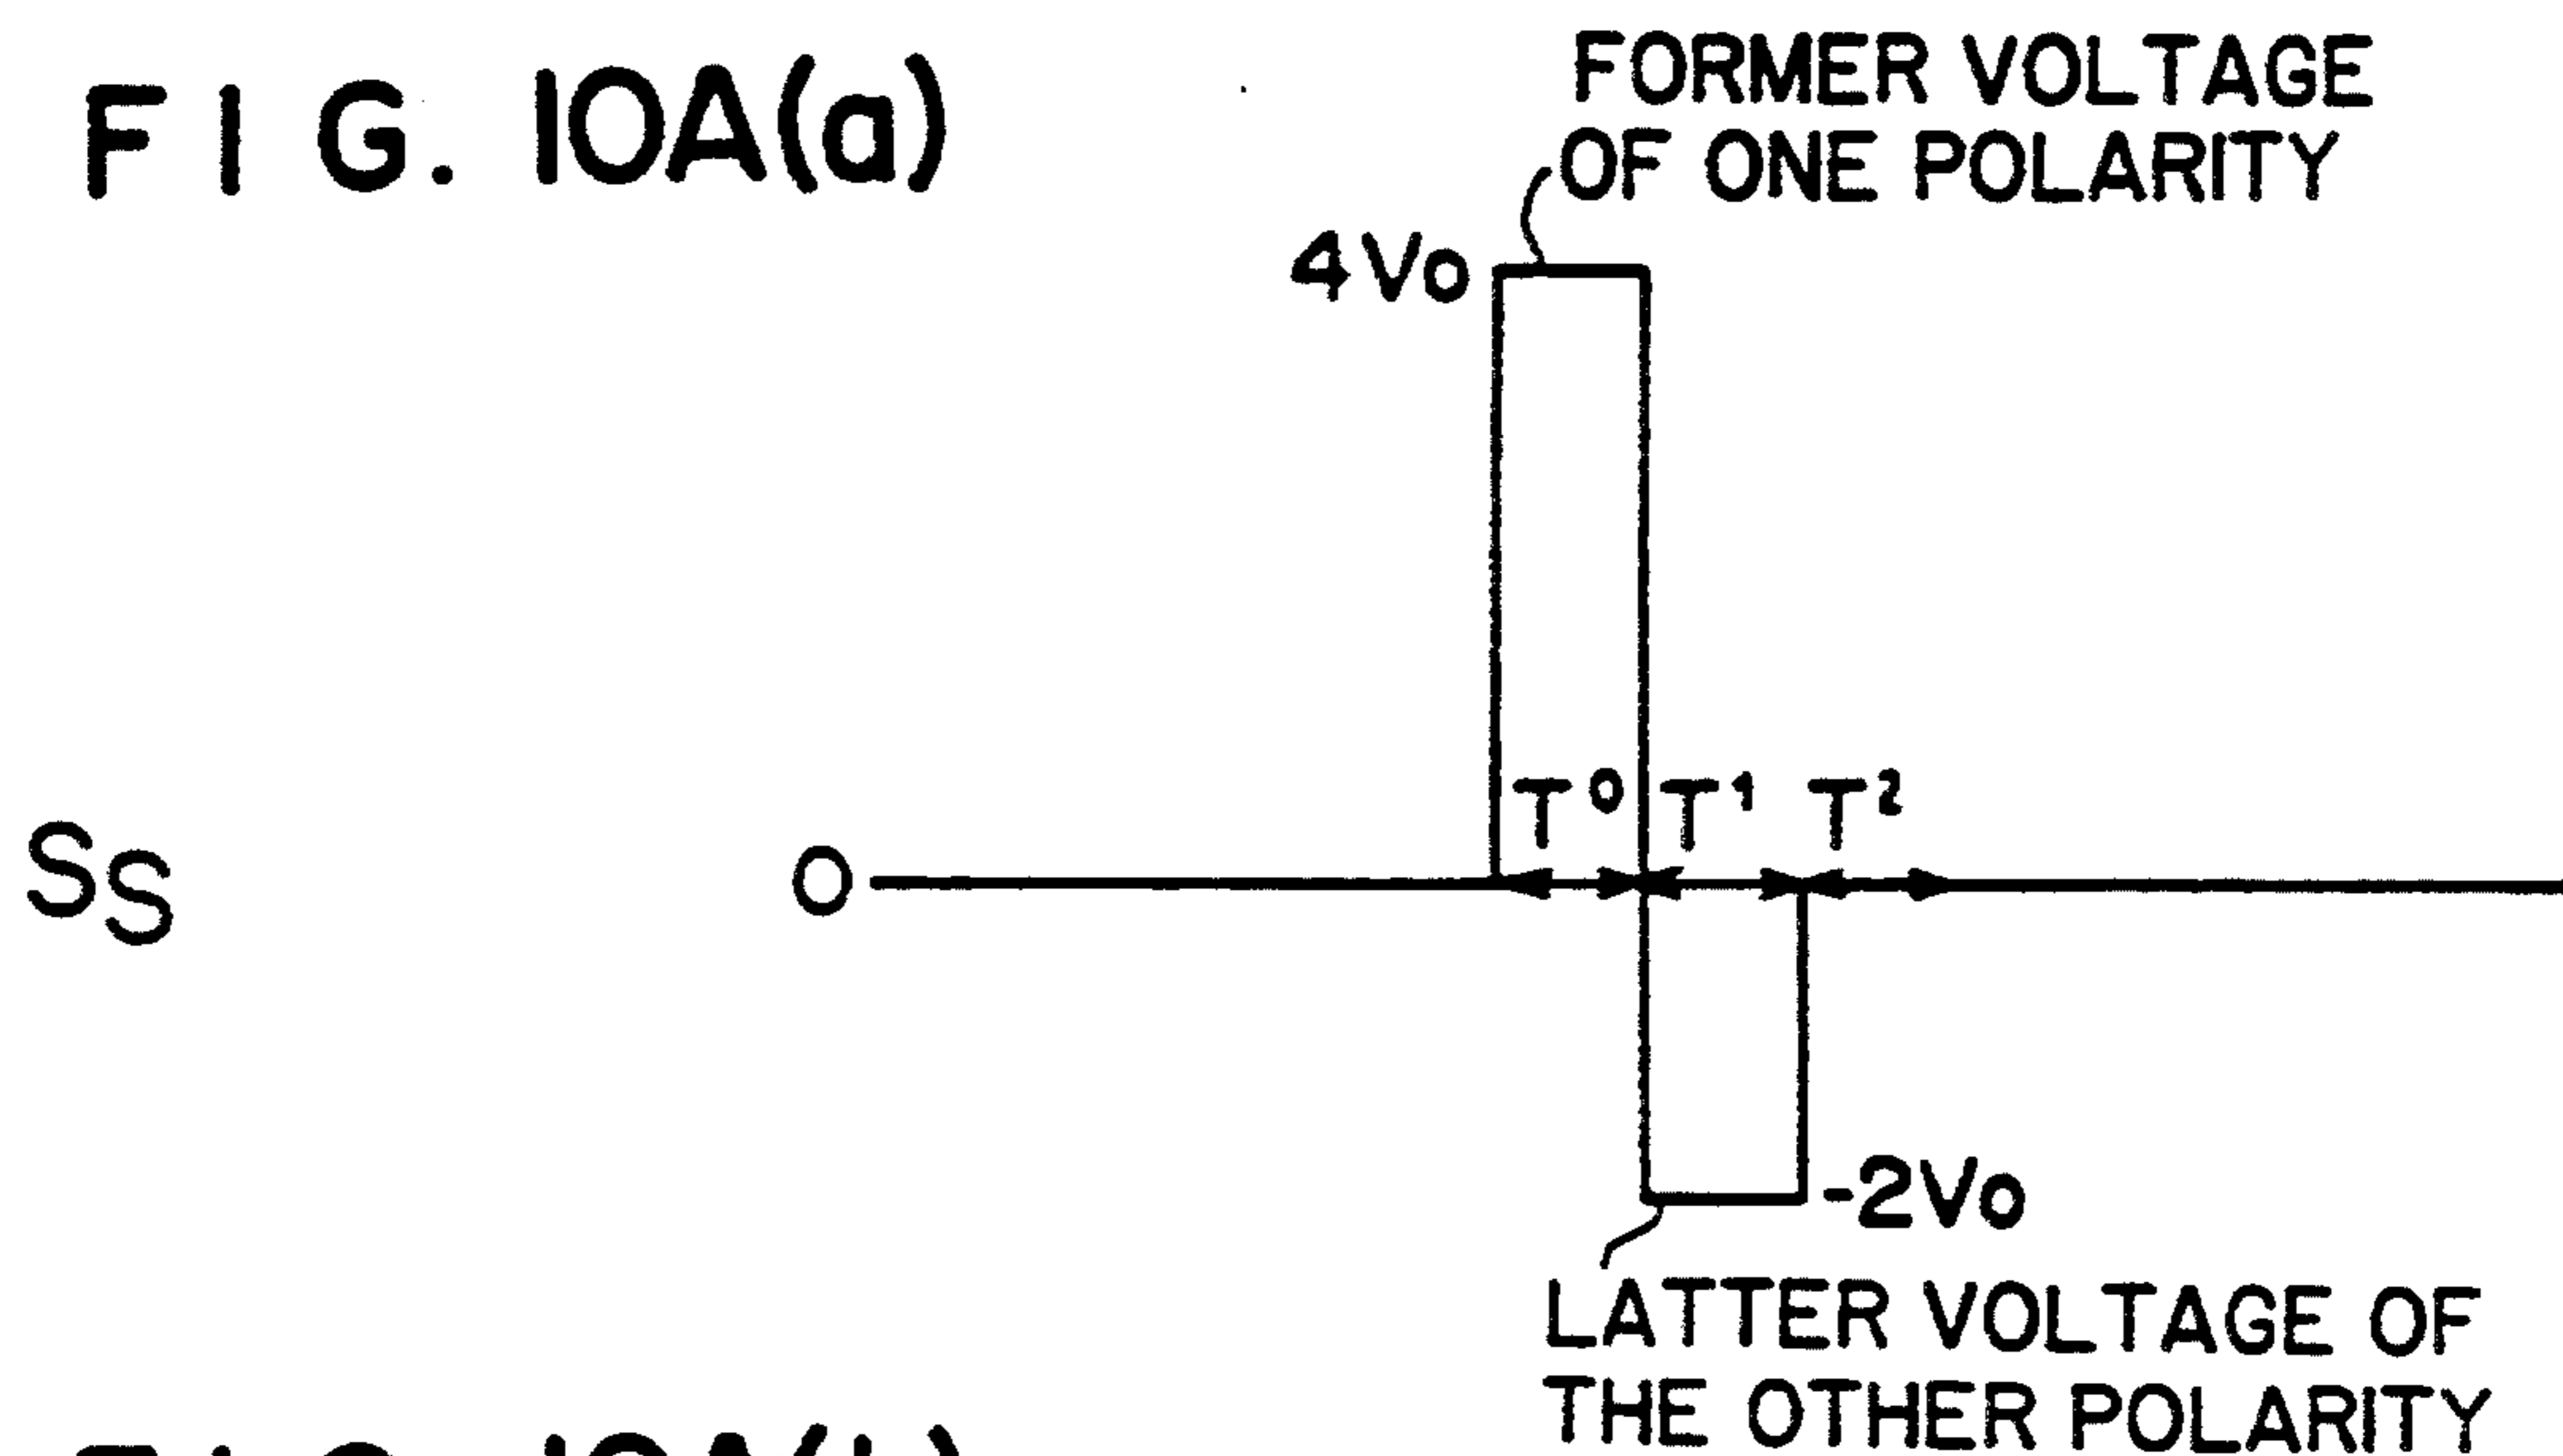 FIG. 10A(a)
FORMER VOLTAGE
OF ONE POLARITY
4Vo
T⁰ T¹ T²
SS
0
-2Vo
LATTER VOLTAGE OF
THE OTHER POLARITY